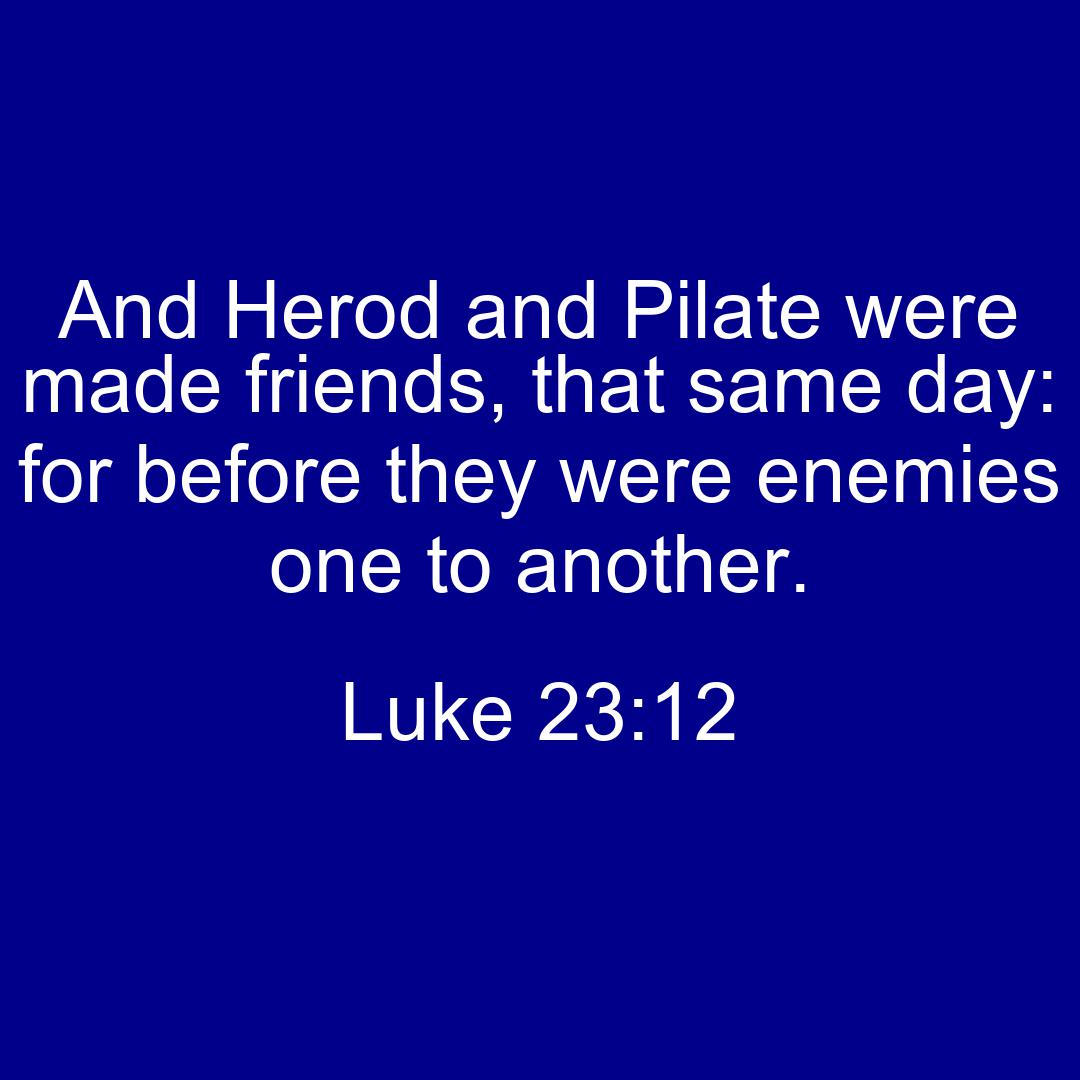 And Herod and Pilate were
made friends, that same day:
for before they were enemies
one to another.
Luke 23:12